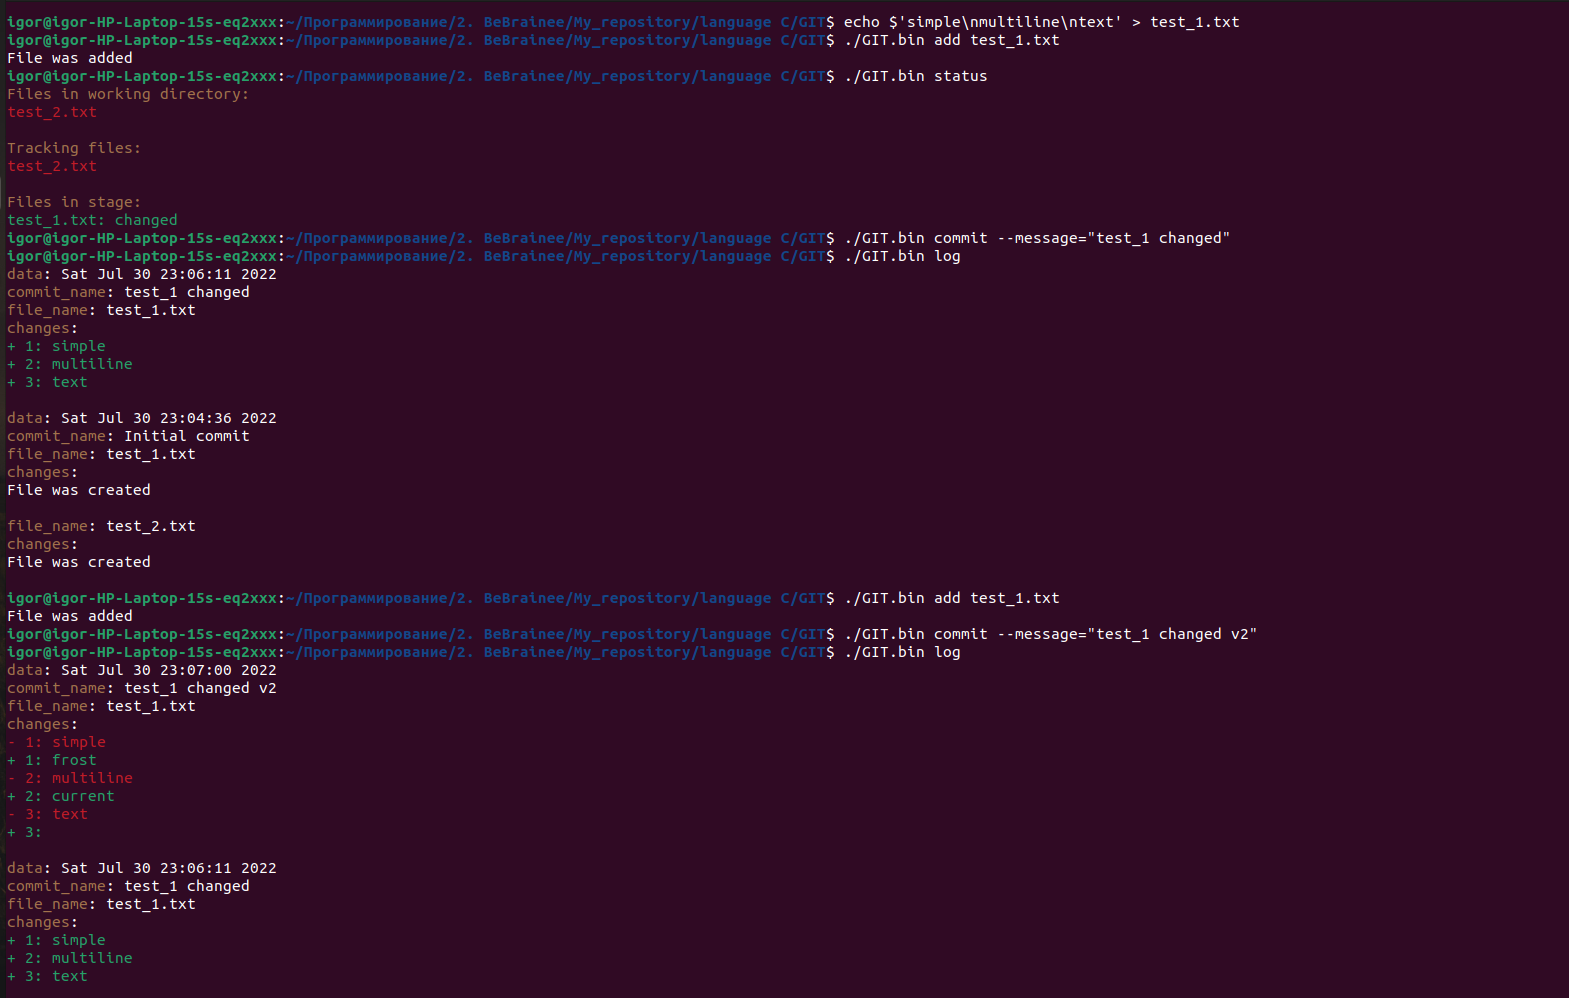 igor@igor-HP-Laptop-15s-eq2xxx:~/Программирование/2. BeBrainee/My_repository/language C/GIT$ echo $'simple\nmultiline\ntext' > test_1.txt
igor@igor-HP-Laptop-15s-eq2xxx:~/Программирование/2. BeBrainee/My_repository/language C/GIT$ ./GIT.bin add test_1.txt
File was added
igor@igor-HP-Laptop-15s-eq2xxx:~/Программирование/2. BeBrainee/My_repository/language C/GIT$ ./GIT.bin status
Files in working directory:
test_2.txt

Tracking files:
test_2.txt

Files in stage:
test_1.txt: changed
igor@igor-HP-Laptop-15s-eq2xxx:~/Программирование/2. BeBrainee/My_repository/language C/GIT$ ./GIT.bin commit --message="test_1 changed"
igor@igor-HP-Laptop-15s-eq2xxx:~/Программирование/2. BeBrainee/My_repository/language C/GIT$ ./GIT.bin log
data: Sat Jul 30 23:06:11 2022
commit_name: test_1 changed
file_name: test_1.txt
changes:
+ 1: simple
+ 2: multiline
+ 3: text

data: Sat Jul 30 23:04:36 2022
commit_name: Initial commit
file_name: test_1.txt
changes:
File was created

file_name: test_2.txt
changes:
File was created

igor@igor-HP-Laptop-15s-eq2xxx:~/Программирование/2. BeBrainee/My_repository/language C/GIT$ ./GIT.bin add test_1.txt
File was added
igor@igor-HP-Laptop-15s-eq2xxx:~/Программирование/2. BeBrainee/My_repository/language C/GIT$ ./GIT.bin commit --message="test_1 changed v2"
igor@igor-HP-Laptop-15s-eq2xxx:~/Программирование/2. BeBrainee/My_repository/language C/GIT$ ./GIT.bin log
data: Sat Jul 30 23:07:00 2022
commit_name: test_1 changed v2
file_name: test_1.txt
changes:
- 1: simple
+ 1: frost
- 2: multiline
+ 2: current
- 3: text
+ 3:

data: Sat Jul 30 23:06:11 2022
commit_name: test_1 changed
file_name: test_1.txt
changes:
+ 1: simple
+ 2: multiline
+ 3: text